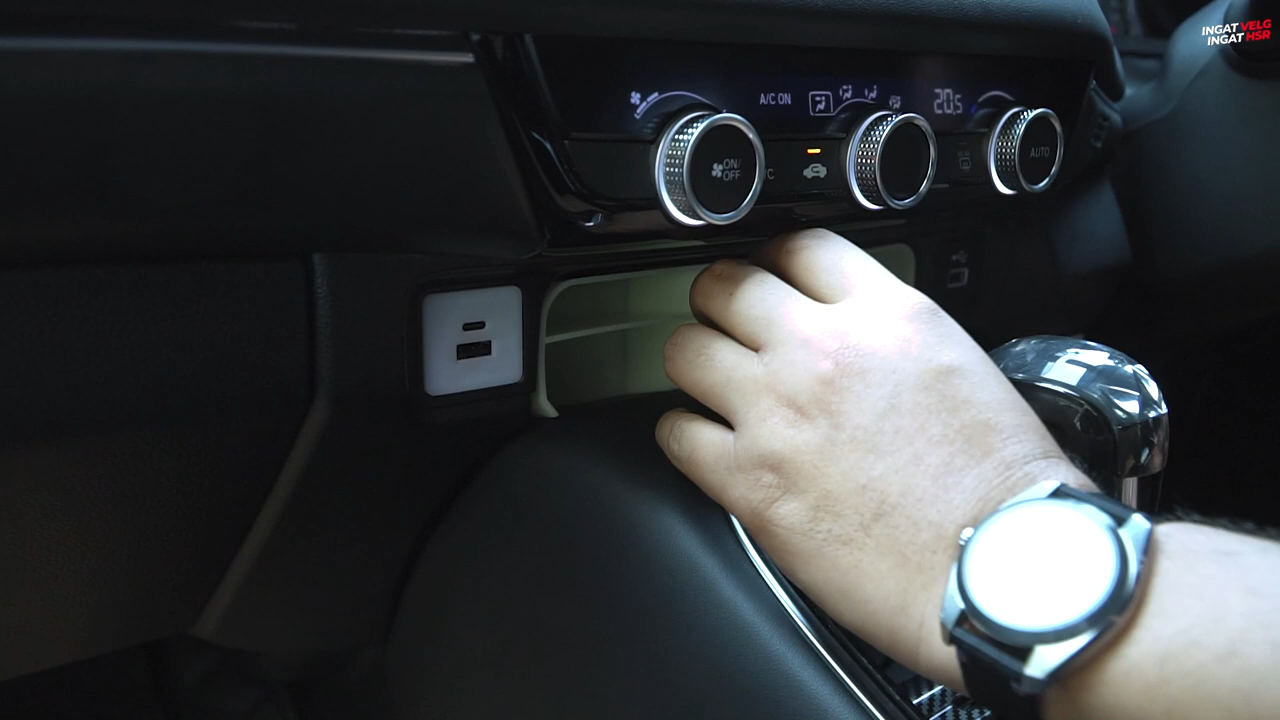 INGAT VELG
INGAT HSR
A/C ON
20.5
ON/
OFF
AUTO